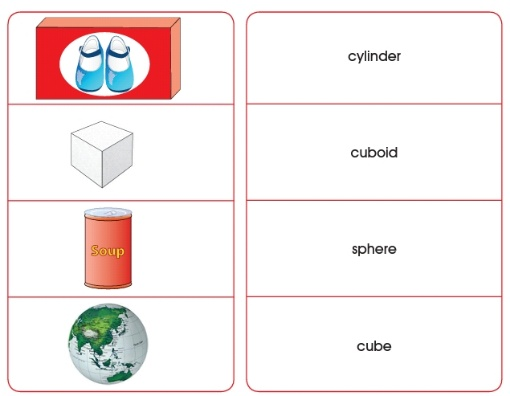 cylinder
cuboid
Soup
sphere
cube